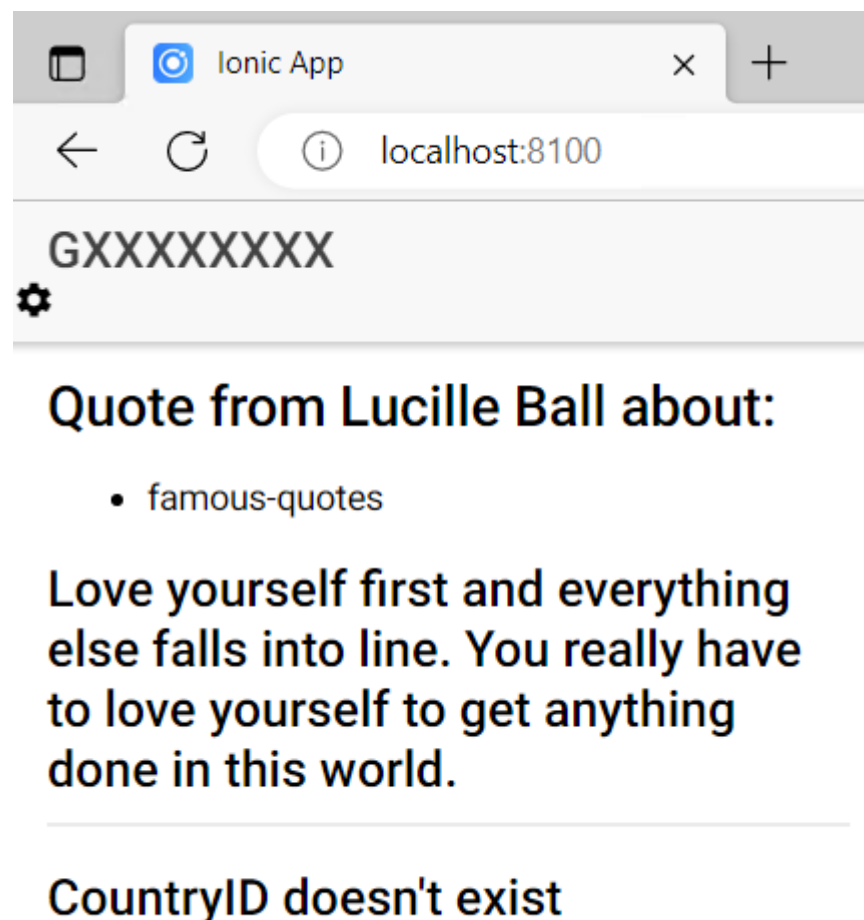 Ionic App
localhost:8100
GXXXXXXXX
Quote from Lucille Ball about:
• famous-quotes
Love yourself first and everything
else falls into line. You really have
to love yourself to get anything
done in this world.
CountryID doesn't exist